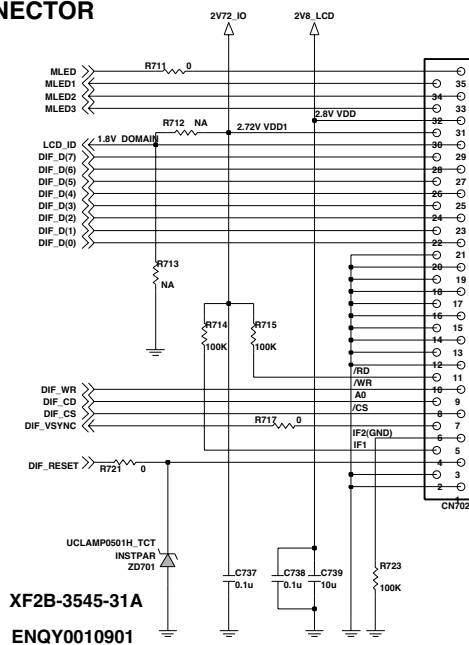 NECTOR
2V72_IO 2V8_LCD
MLED R711 0
MLED1 35
MLED2 34
MLED3 33
2.8V VDD 32
R712 NA 2.72V VDD1 31
LCD_ID 1.8V DOMAIN 30
DIF_D(7) 29
DIF_D(6) 28
DIF_D(5) 27
DIF_D(4) 26
DIF_D(3) 25
DIF_D(2) 24
DIF_D(1) 23
DIF_D(0) 22
21
20
R713 19
18
NA 17
16
R714 R715 15
14
100K 100K 13
12
/RD 11
DIF_WR /WR 10
DIF_CD A0 9
DIF_CS /CS 8
DIF_VSYNC R717 0 7
IF2(GND) 6
IF1 5
DIF_RESET R721 0 4
3
2
1
CN702
UCLAMP0501H_TCT
INSTPAR
ZD701
C737 C738 C739 R723
0.1u 0.1u 10u 100K
XF2B-3545-31A
ENQY0010901